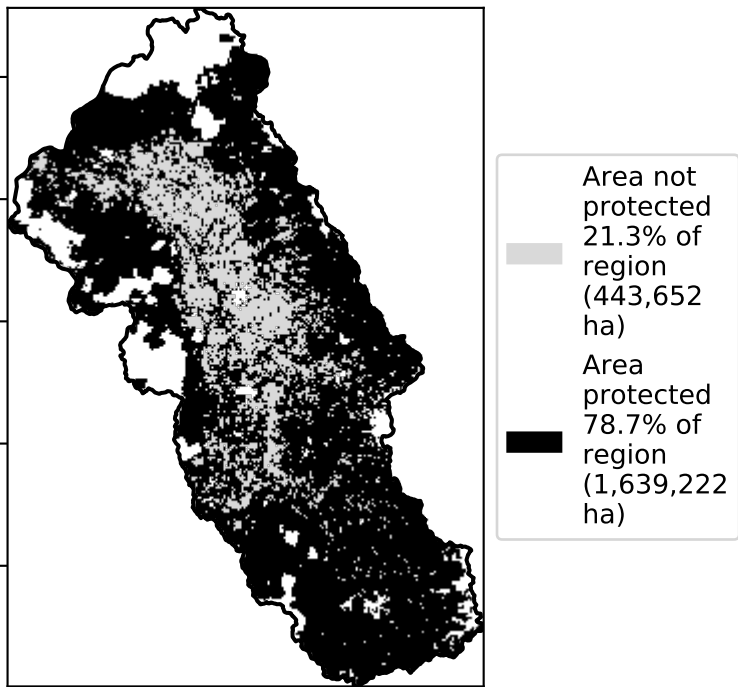 Area not
protected
21.3% of
region
(443,652
ha)
Area
protected
78.7% of
region
(1,639,222
ha)